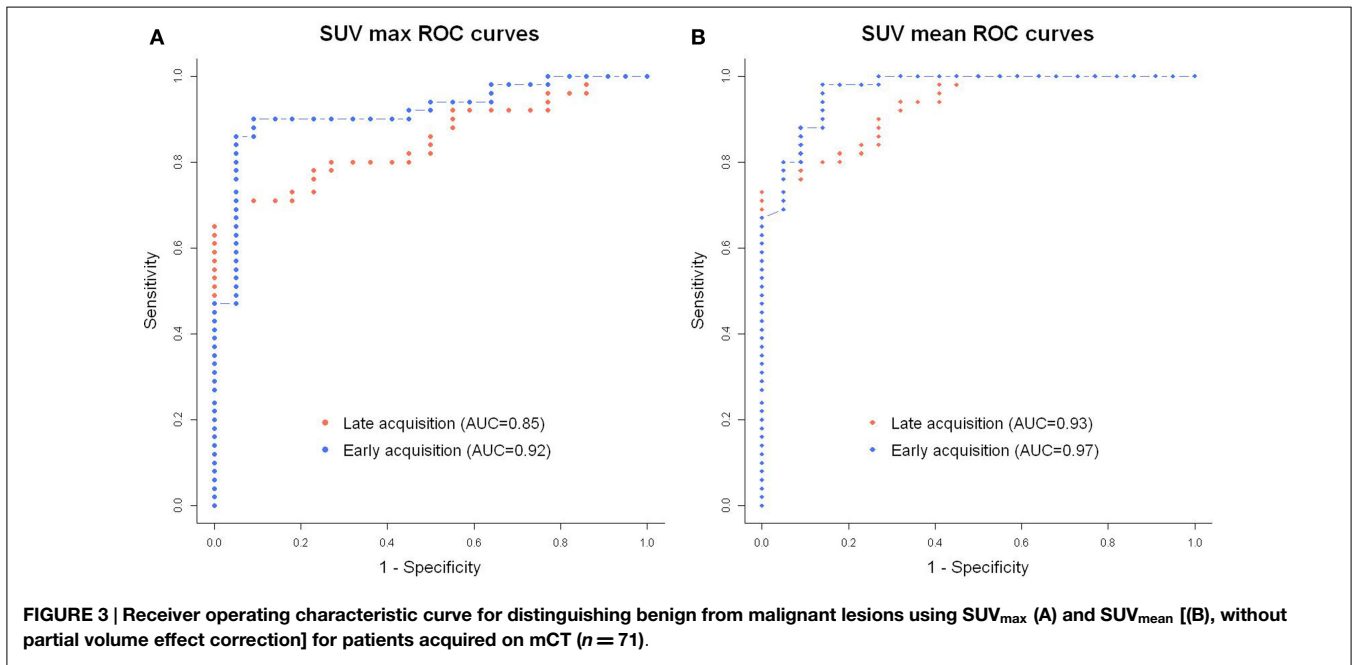 A
SUV max ROC curves
Sensitivity
1.0
0.8
0.6
0.4
0.2
0.0
Late acquisition (AUC=0.85)
Early acquisition (AUC=0.92)
0.0 0.2 0.4 0.6 0.8 1.0
1 - Specificity
B
SUV mean ROC curves
Sensitivity
1.0
0.8
0.6
0.4
0.2
0.0
Late acquisition (AUC=0.93)
Early acquisition (AUC=0.97)
0.0 0.2 0.4 0.6 0.8 1.0
1 - Specificity
FIGURE 3 | Receiver operating characteristic curve for distinguishing benign from malignant lesions using SUVmax (A) and SUVmean [(B), without
partial volume effect correction] for patients acquired on mCT (n = 71).